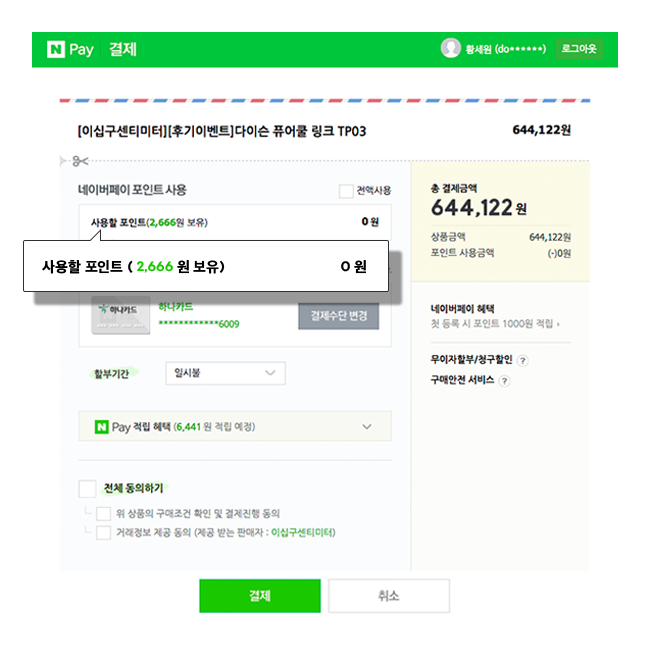 N Pay 결제
황세원 (do••••••) 로그아웃
[이십구센티미터][후기이벤트]다이슨 퓨어쿨 링크 TP03 644,122원
네이버페이 포인트 사용 전액사용
사용할 포인트(2,666원 보유) 0 원
사용할 포인트 ( 2,666 원 보유) 0 원
하나카드
하나카드
************6009
결제수단 변경
할부기간 일시불
N Pay 적립 혜택 (6,441 원 적립 예정)
전체 동의하기
위 상품의 구매조건 확인 및 결제진행 동의
거래정보 제공 동의 (제공 받는 판매자 : 이십구센티미터)
총 결제금액
644,122 원
상품금액 644,122원
포인트 사용금액 (-)0원
네이버페이 혜택
첫 등록 시 포인트 1000원 적립 ›
무이자할부/청구할인 ?
구매안전 서비스 ?
결제 취소